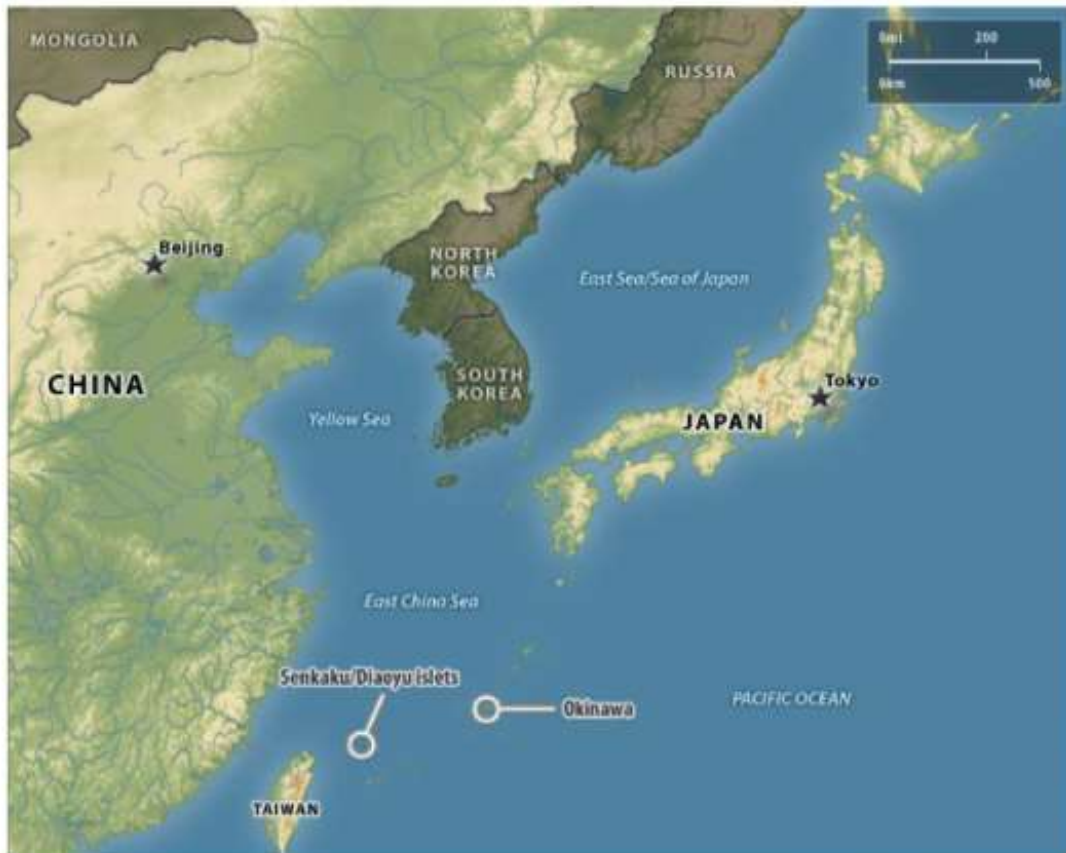 MONGOLIA
0mi 200
0km 500
RUSSIA
Beijing
NORTH
KOREA
East Sea/Sea of Japan
CHINA
SOUTH
KOREA
Tokyo
Yellow Sea
JAPAN
East China Sea
Senkaku/Diaoyu islets
Okinawa
PACIFIC OCEAN
TAIWAN